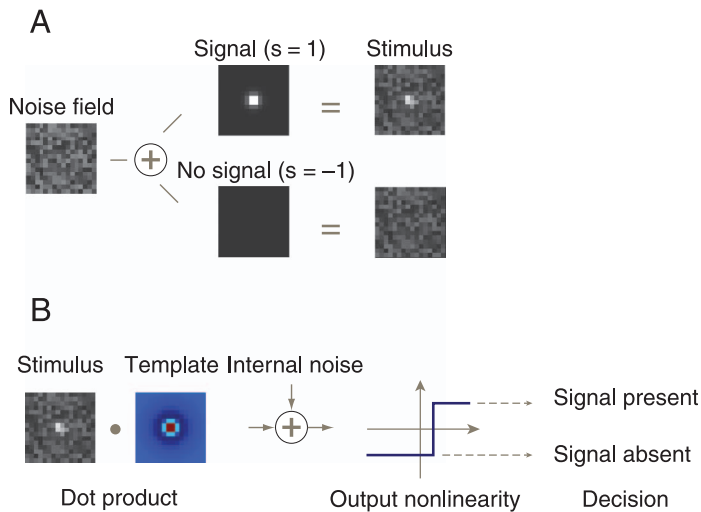 A
Signal (s = 1)
Stimulus
Noise field
=
+
No signal (s = –1)
=
B
Stimulus
Template
Internal noise
+
Signal present
Signal absent
Dot product
Output nonlinearity
Decision